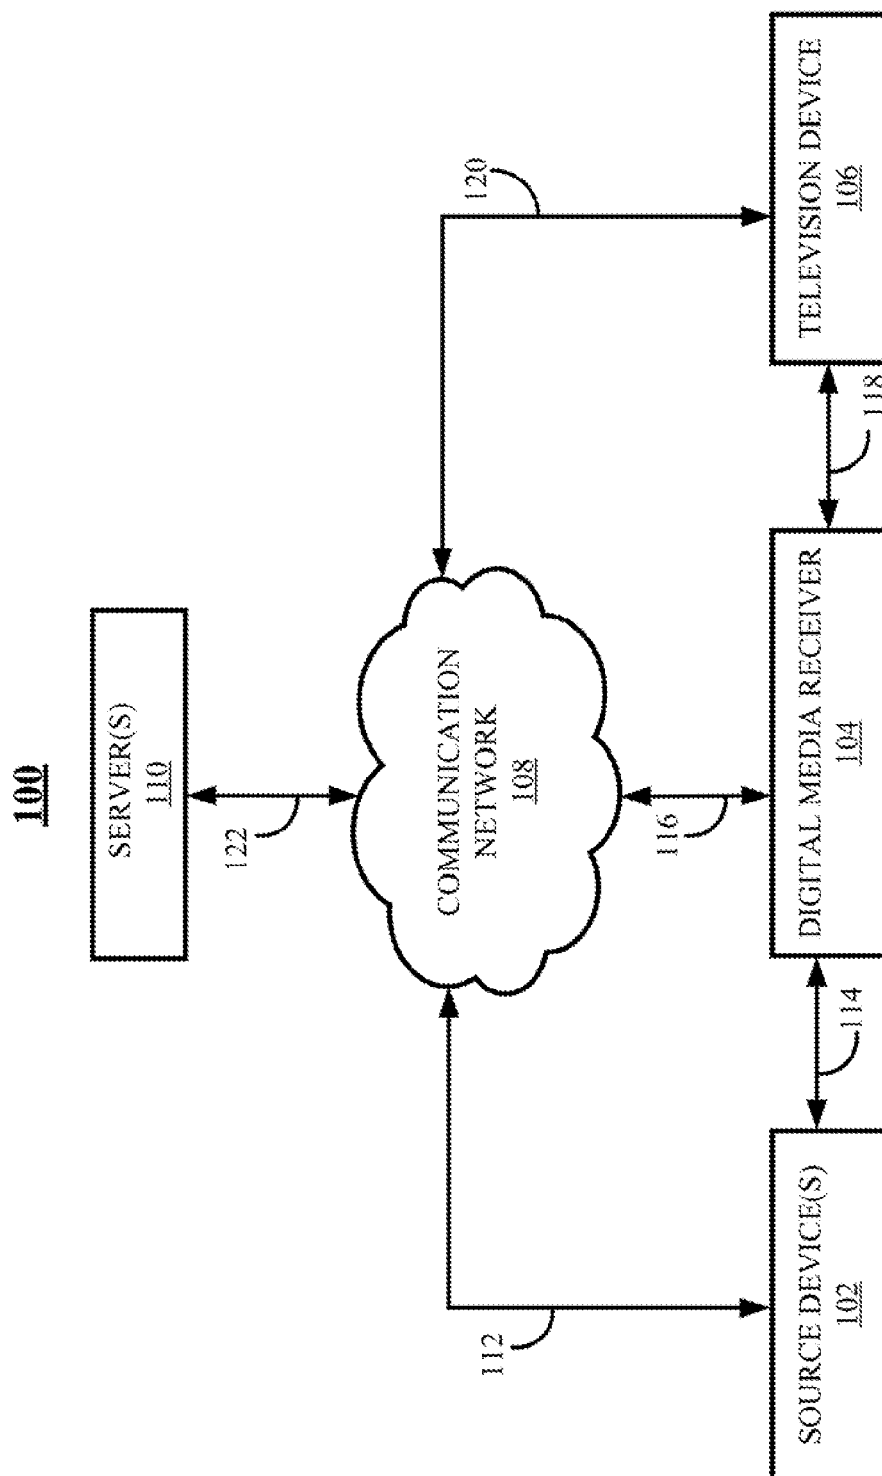 100
SERVER(S)
110
122
COMMUNICATION
NETWORK
108
112
116
120
SOURCE DEVICE(S)
102
114
DIGITAL MEDIA RECEIVER
104
118
TELEVISION DEVICE
106